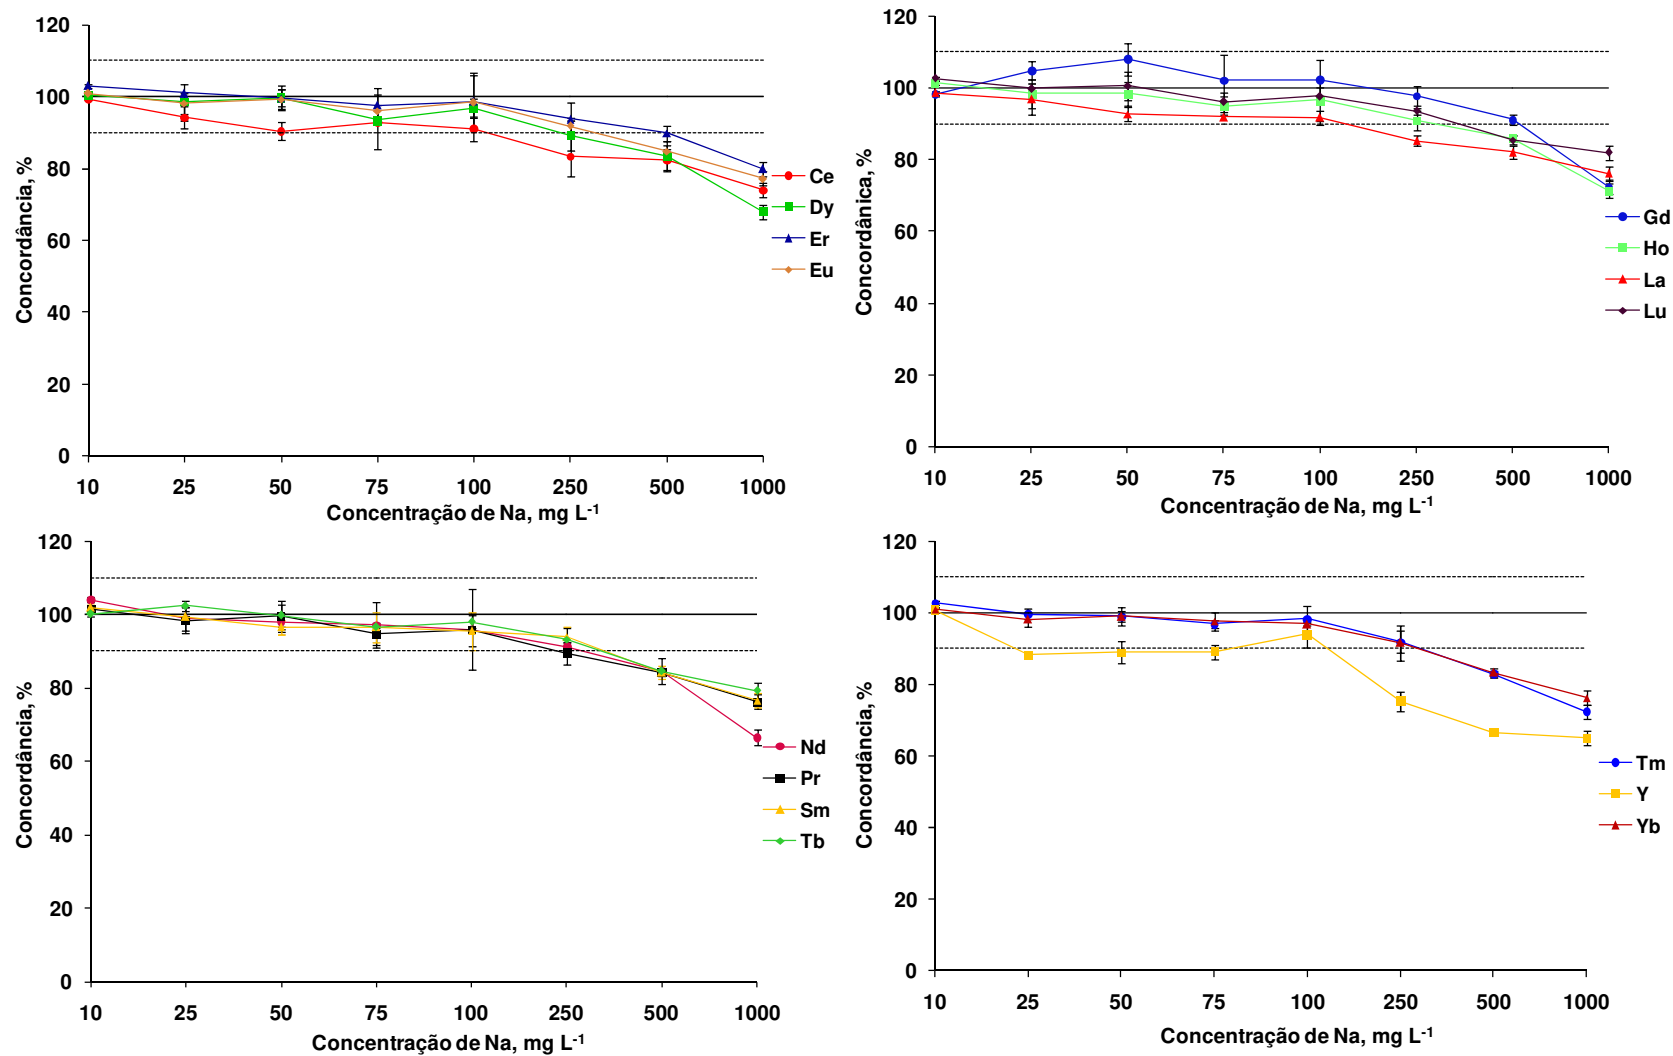 120
100
80
60
40
20
0
Concordância, %
10 25 50 75 100 250 500 1000
Concentração de Na, mg L-1
Ce
Dy
Er
Eu
120
100
80
60
40
20
0
Concordânica, %
10 25 50 75 100 250 500 1000
Concentração de Na, mg L-1
Gd
Ho
La
Lu
120
100
80
60
40
20
0
Concordância, %
10 25 50 75 100 250 500 1000
Concentração de Na, mg L-1
Nd
Pr
Sm
Tb
120
100
80
60
40
20
0
Concordância, %
10 25 50 75 100 250 500 1000
Concentração de Na, mg L-1
Tm
Y
Yb